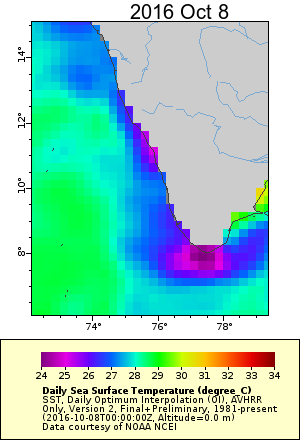 2016 Oct 8
14°
12°
10°
8°
74° 76° 78°
24 25 26 27 28 29 30 31 32 33 34
Daily Sea Surface Temperature (degree_C)
SST, Daily Optimum Interpolation (OI), AVHRR
Only, Version 2, Final+Preliminary, 1981-present
(2016-10-08T00:00:00Z, Altitude=0.0 m)
Data courtesy of NOAA NCEI